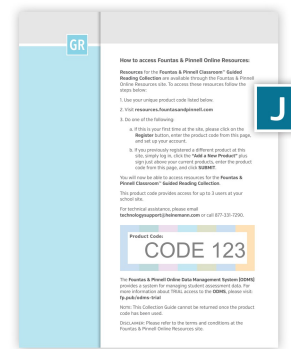 GR
How to access Fountas & Pinnell Online Resources:
Resources for the Fountas & Pinnell Classroom™ Guided
Reading Collection are available through the Fountas & Pinnell
Online Resources site. To access these resources follow the
steps below.
1. Use your unique product code listed below.
2. Visit resources.fountasandpinnell.com
3. Do one of the following:
a. If this is your first time at the site, please click on the
Register button, enter the product code from this page,
and set up your account.
b. If you previously registered a different product at this
site, simply log in, click the "Add a New Product" plus
sign just above your current products, enter the product
code from this page, and click SUBMIT.
You will now be able to access resources for the Fountas &
Pinnell Classroom™ Guided Reading Collection.
This product code provides access for up to 3 users at your
school site.
For technical assistance, please email
technologysupport@heinemann.com or call 877-331-7290.
Product Code:
CODE 123
The Fountas & Pinnell Online Data Management System (ODMS)
provides a system for managing student assessment data. For
more information about TRIAL access to the ODMS, please visit:
fp.pub/odms-trial
NOTE: This Collection Guide cannot be returned once the product
code has been used.
DISCLAIMER: Please refer to the terms and conditions at the
Fountas & Pinnell Online Resources site.
J